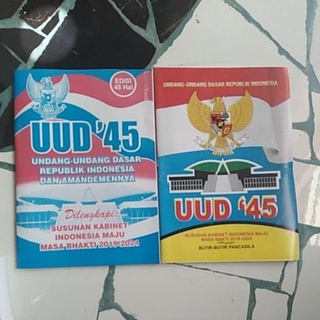 EDISI
48 Hal
UUD '45
UNDANG-UNDANG DASAR
REPUBLIK INDONESIA
DAN AMANDEMENNYA
Dilengkapi:
SUSUNAN KABINET
INDONESIA MAJU
MASA BHAKTI 2019-2024
UNDANG-UNDANG DASAR REPUBLIK INDONESIA
UUD '45
SUSUNAN KABINET INDONESIA MAJU
MASA BAKTI 2019-2024
BUTIR-BUTIR PANCASILA